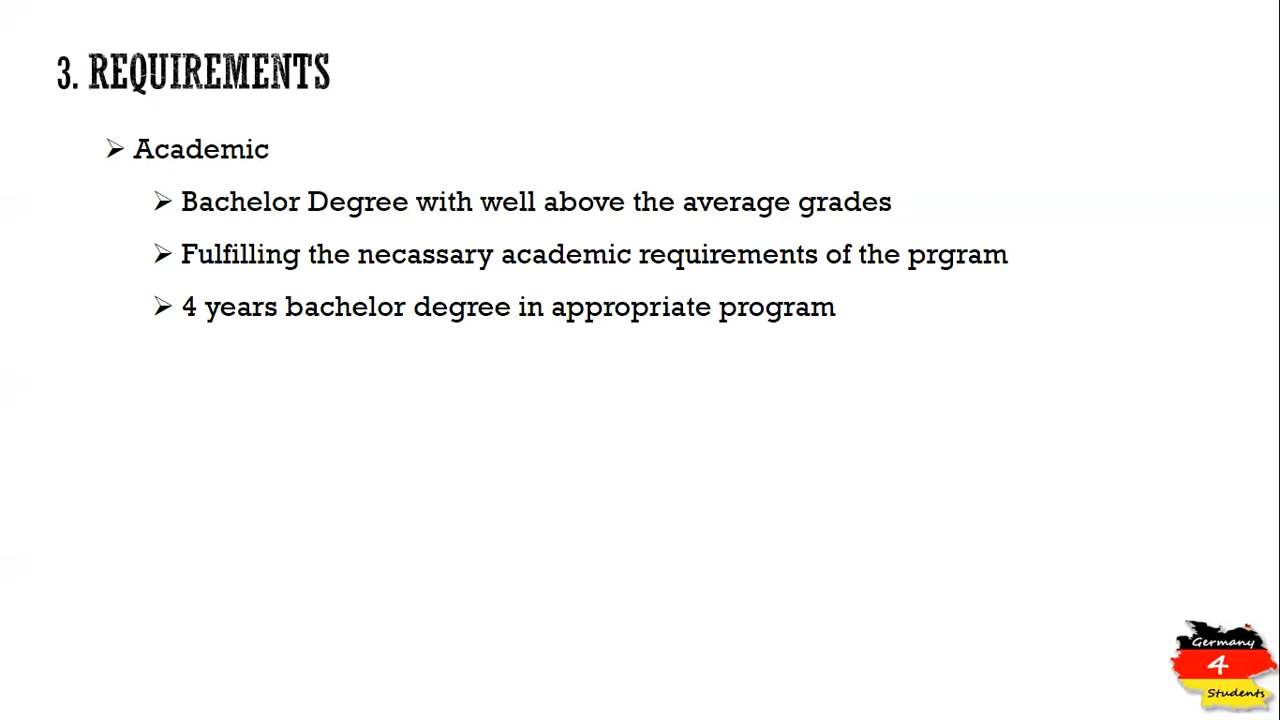 3. REQUIREMENTS
Academic
Bachelor Degree with well above the average grades
Fulfilling the necassary academic requirements of the prgram
4 years bachelor degree in appropriate program
Germany
4
Students